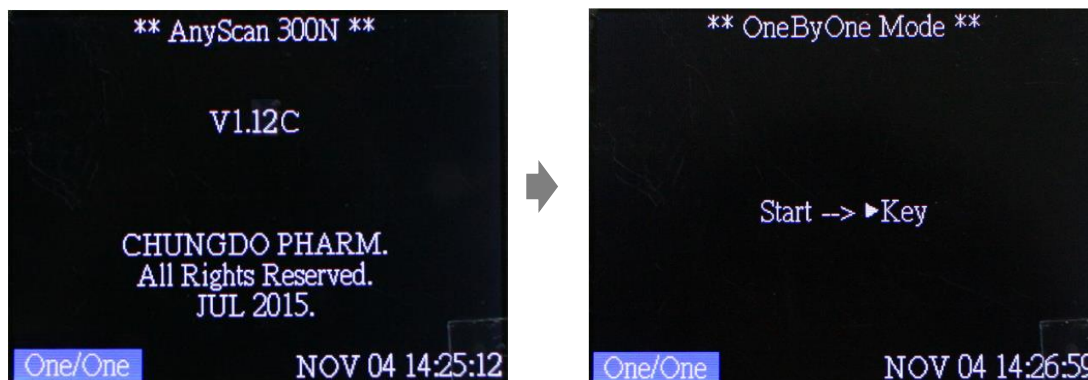 ** AnyScan 300N **
V1.12C
CHUNGDO PHARM.
All Rights Reserved.
JUL 2015.
One/One
NOV 04 14:25:12
** OneByOne Mode **
Start --> ▶Key
One/One
NOV 04 14:26:59